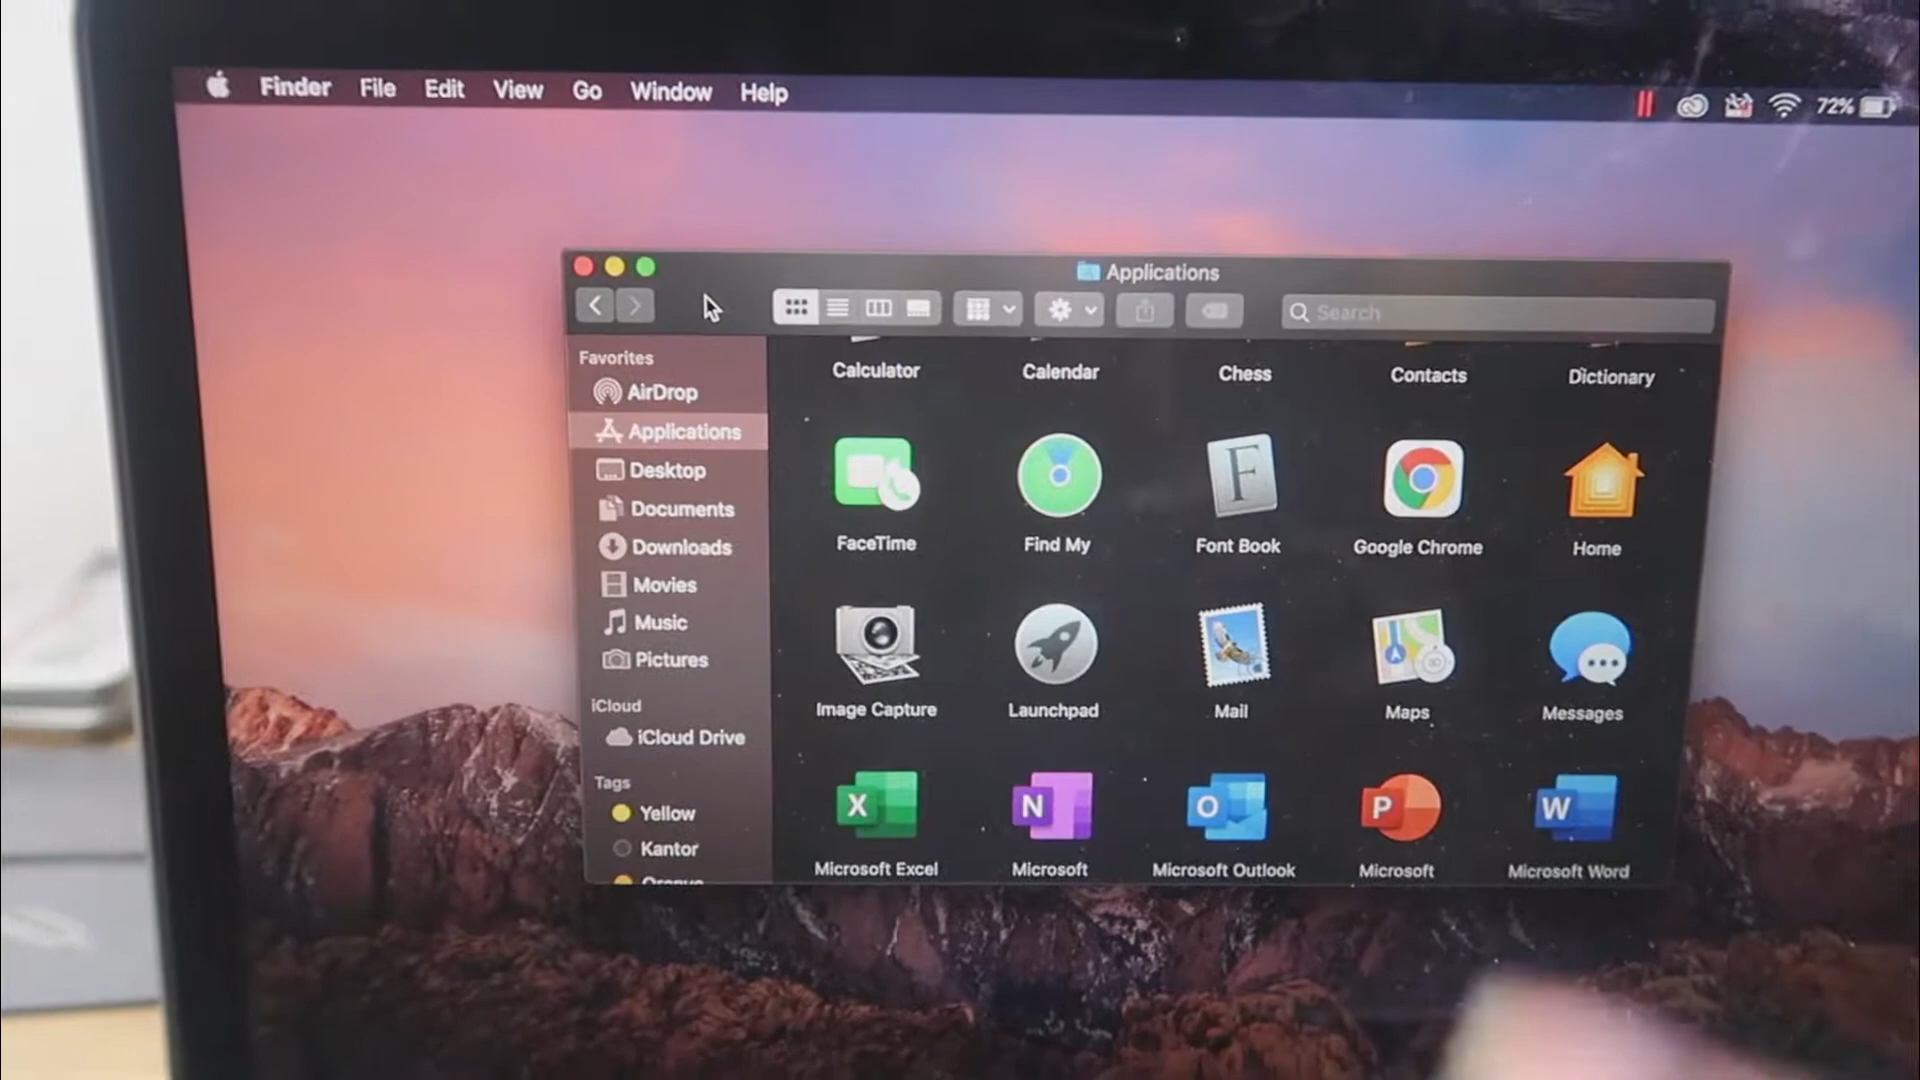 Finder File Edit View Go Window Help 72%
Applications
Search
Favorites
AirDrop
Applications
Desktop
Documents
Downloads
Movies
Music
Pictures
iCloud
iCloud Drive
Tags
Yellow
Kantor
Orange
Calculator Calendar Chess Contacts Dictionary
F
FaceTime Find My Font Book Google Chrome Home
3D
Image Capture Launchpad Mail Maps Messages
X N O P W
Microsoft Excel Microsoft Microsoft Outlook Microsoft Microsoft Word